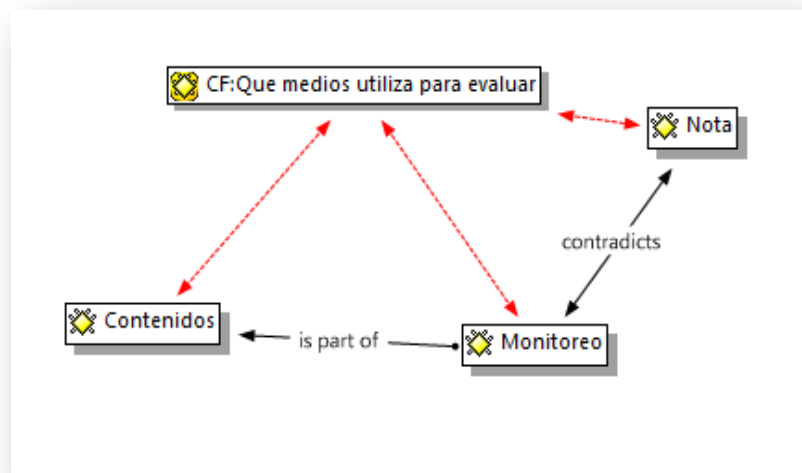 CF:Que medios utiliza para evaluar
Nota
contradicts
Contenidos
is part of
Monitoreo